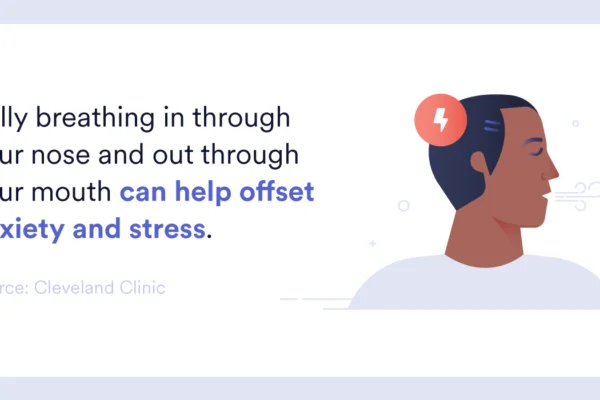 lly breathing in through
ur nose and out through
ur mouth can help offset
xiety and stress.
rce: Cleveland Clinic